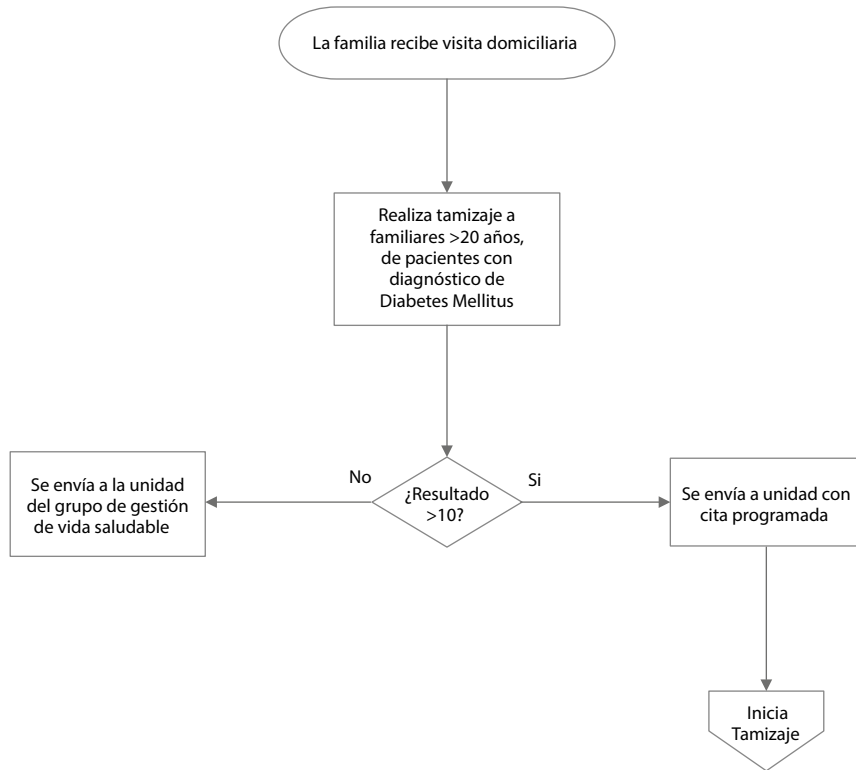 La familia recibe visita domiciliaria
Realiza tamizaje a
familiares >20 años,
de pacientes con
diagnóstico de
Diabetes Mellitus
No
¿Resultado
>10?
Si
Se envía a la unidad
del grupo de gestión
de vida saludable
Se envía a unidad con
cita programada
Inicia
Tamizaje